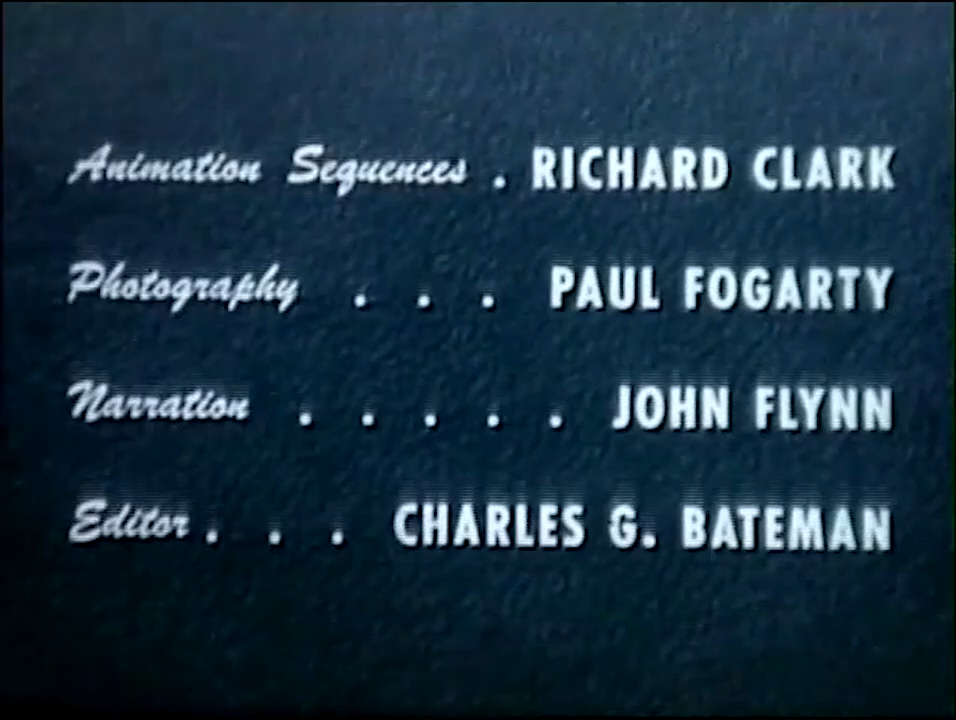 Animation Sequences . RICHARD CLARK
Photography . . . PAUL FOGARTY
Narration . . . . . JOHN FLYNN
Editor . . . CHARLES G. BATEMAN